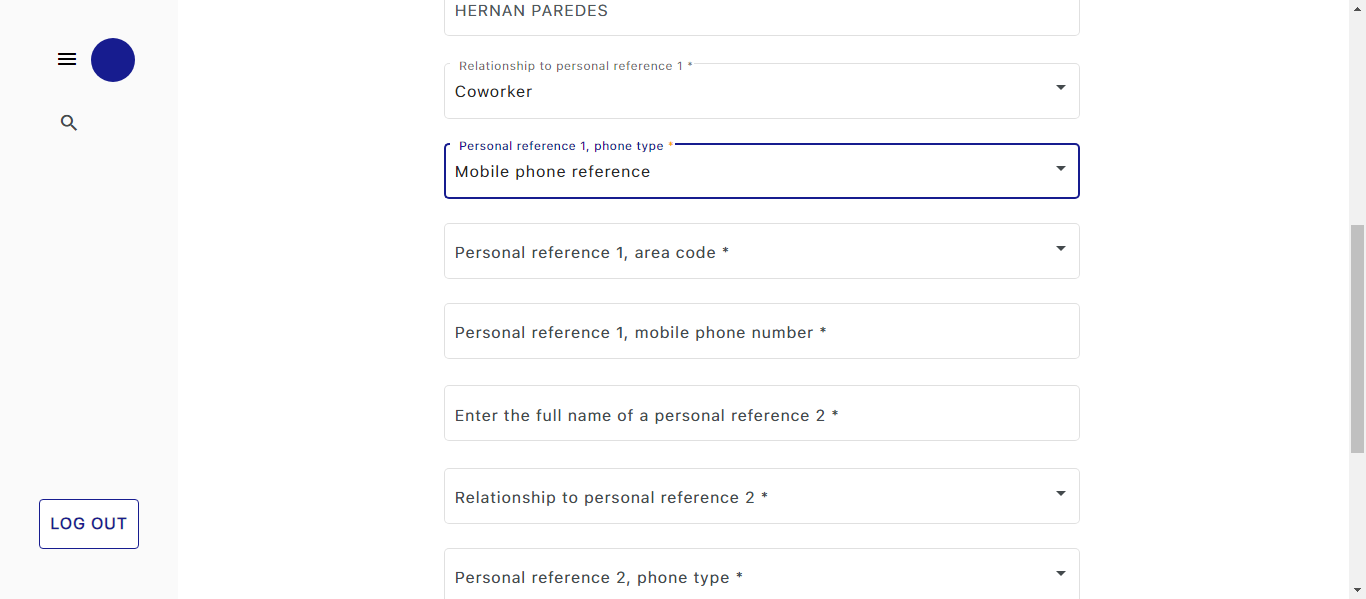 HERNAN PAREDES
Relationship to personal reference 1 *
Coworker
Personal reference 1, phone type *
Mobile phone reference
Personal reference 1, area code *
Personal reference 1, mobile phone number *
Enter the full name of a personal reference 2 *
Relationship to personal reference 2 *
LOG OUT
Personal reference 2, phone type *